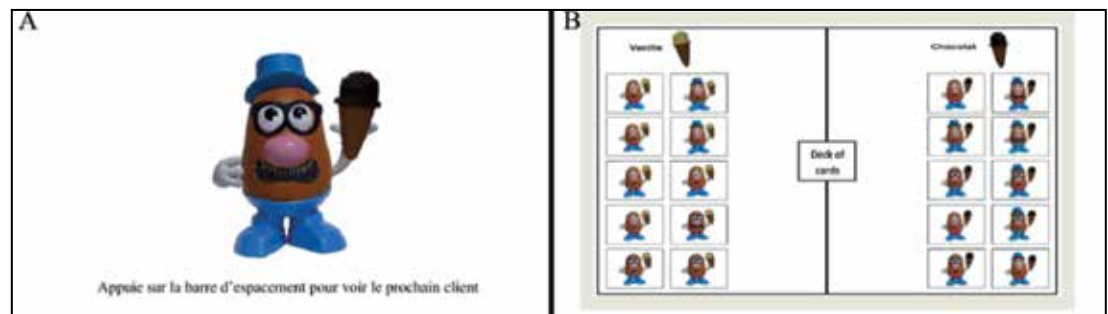 A
Appuie sur la barre d'espacement pour voir le prochain client
B
Vanille
Chocolat
Deck of
cards